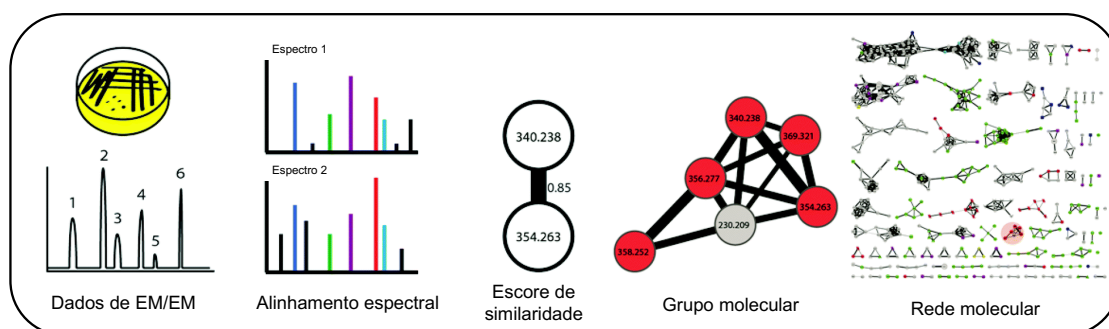 1
2
3
4
5
6
Dados de EM/EM
Espectro 1
Espectro 2
Alinhamento espectral
340.238
0.85
354.263
Escore de
similaridade
340.238
369.321
356.277
354.263
230.209
358.252
Grupo molecular
Rede molecular